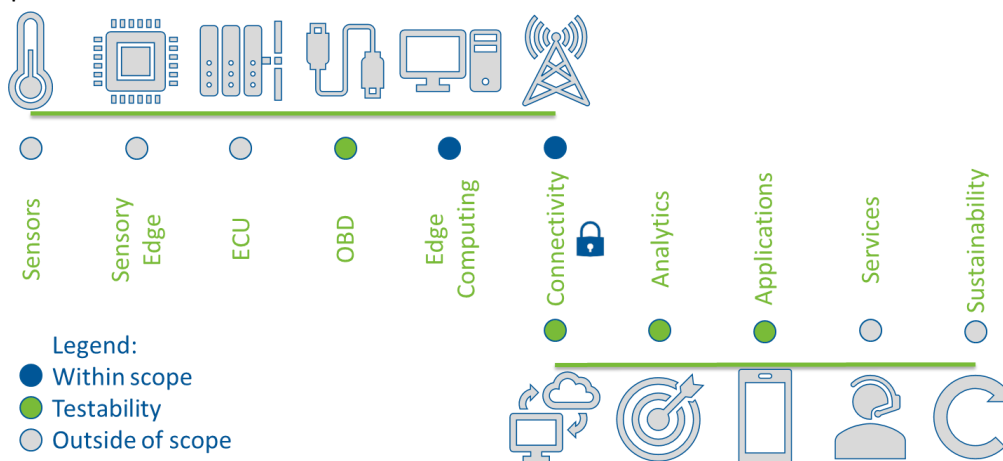 Sensors
Sensory
Edge
ECU
OBD
Edge
Computing
Connectivity
Analytics
Applications
Services
Sustainability
Legend:
Within scope
Testability
Outside of scope